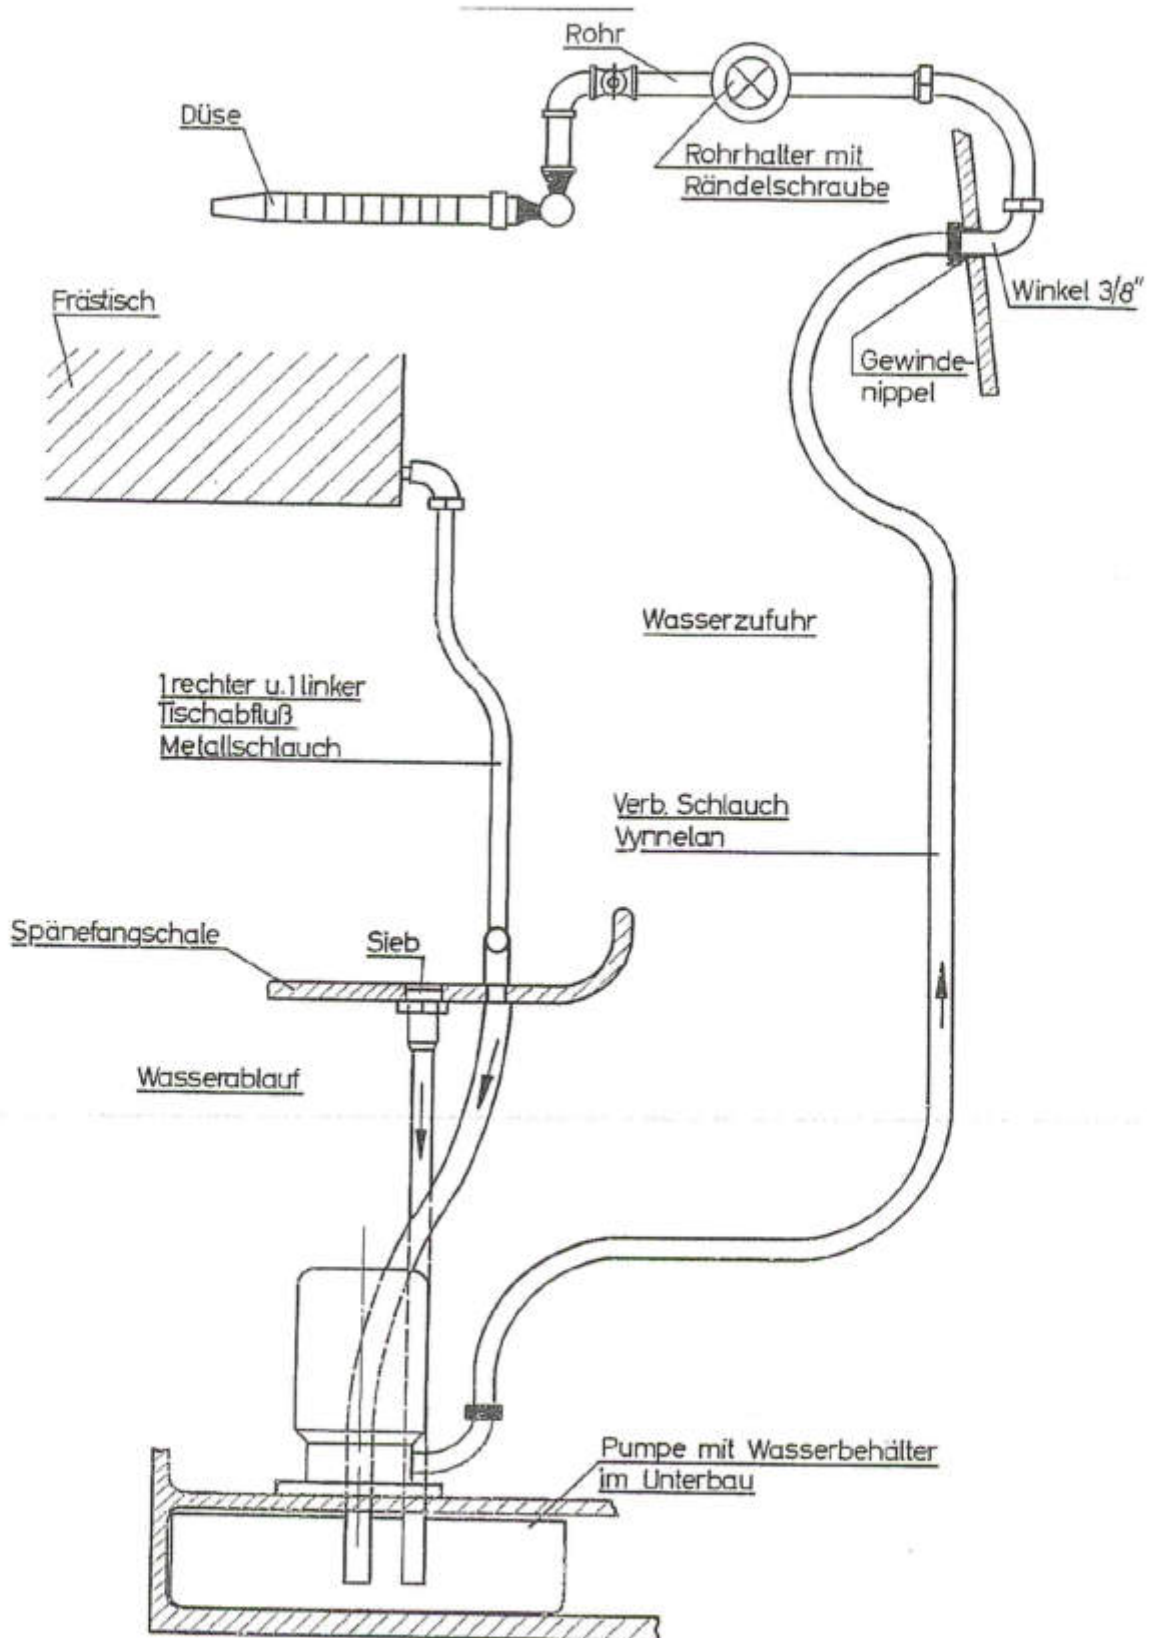 Rohr
Düse
Rohrhalter mit
Rändelschraube
Winkel 3/8"
Frästisch
Gewinde-
nippel
Wasserzufuhr
1 rechter u. 1 linker
Tischabfluß
Metallschlauch
Verb. Schlauch
Vynnelan
Spänefangschale
Sieb
Wasserablauf
Pumpe mit Wasserbehälter
im Unterbau